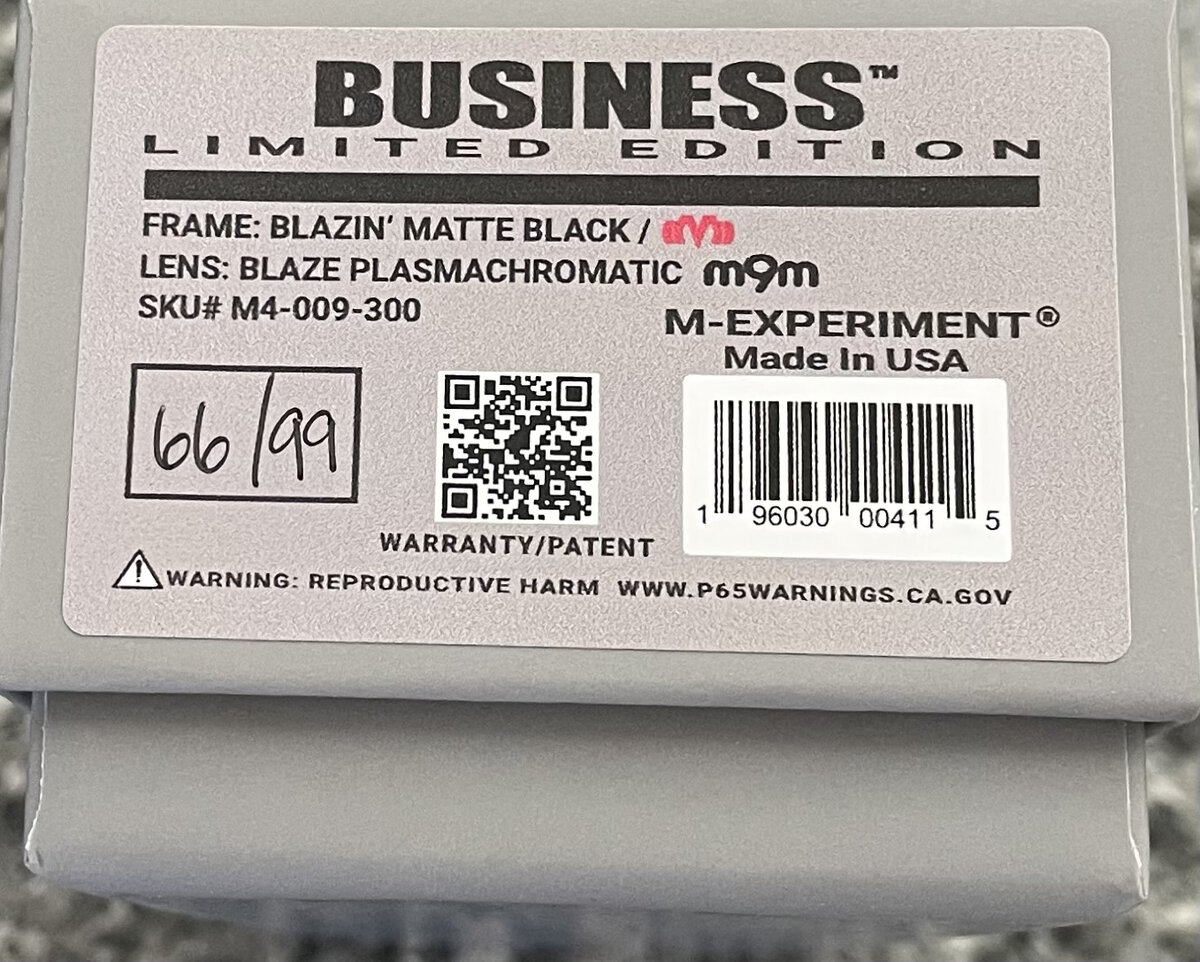 BUSINESS™
LIMITED EDITION
FRAME: BLAZIN' MATTE BLACK /
LENS: BLAZE PLASMACHROMATIC m9m
SKU# M4-009-300
M-EXPERIMENT®
Made In USA
66/99
1 96030 00411 5
WARRANTY/PATENT
WARNING: REPRODUCTIVE HARM WWW.P65WARNINGS.CA.GOV